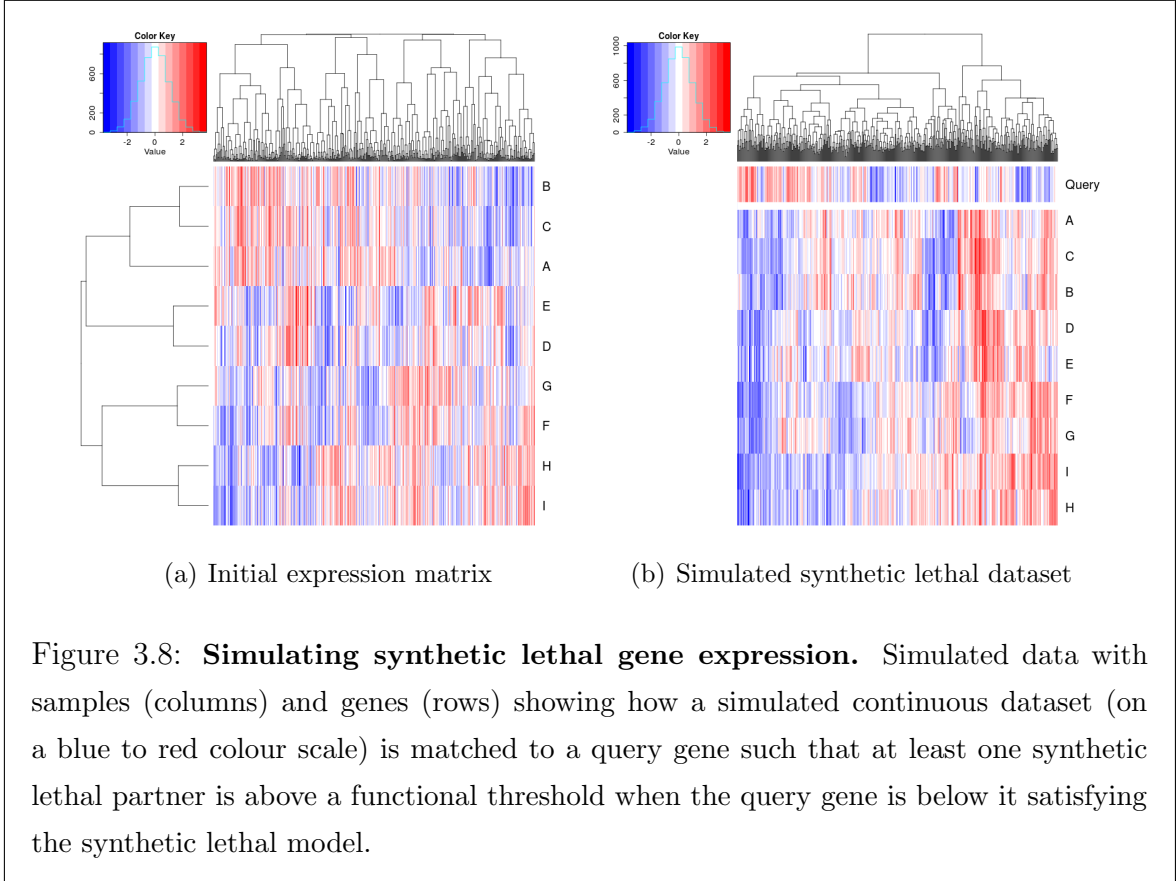 Color Key
0 200 600
-2 0 2
Value
B
C
A
E
D
G
F
H
I
(a) Initial expression matrix
Color Key
0 200 600 1000
-2 0 2
Value
Query
A
C
B
D
E
F
G
I
H
(b) Simulated synthetic lethal dataset
Figure 3.8: Simulating synthetic lethal gene expression. Simulated data with
samples (columns) and genes (rows) showing how a simulated continuous dataset (on
a blue to red colour scale) is matched to a query gene such that at least one synthetic
lethal partner is above a functional threshold when the query gene is below it satisfying
the synthetic lethal model.